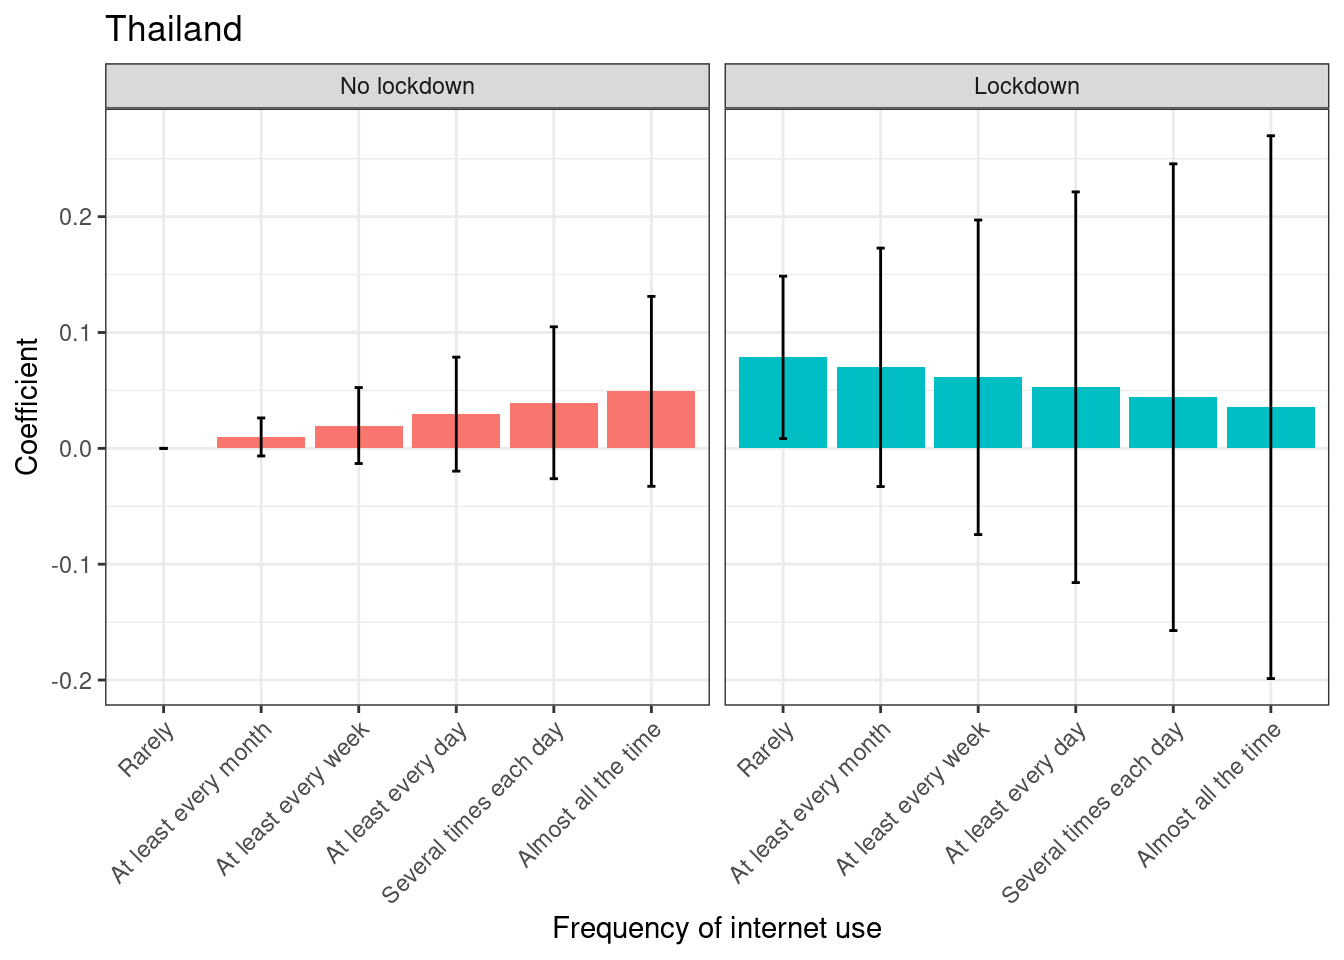 Thailand
No lockdown
Lockdown
Coefficient
0.2
0.1
0.0
-0.1
-0.2
Rarely
At least every month
At least every week
At least every day
Several times each day
Almost all the time
Rarely
At least every month
At least every week
At least every day
Several times each day
Almost all the time
Frequency of internet use